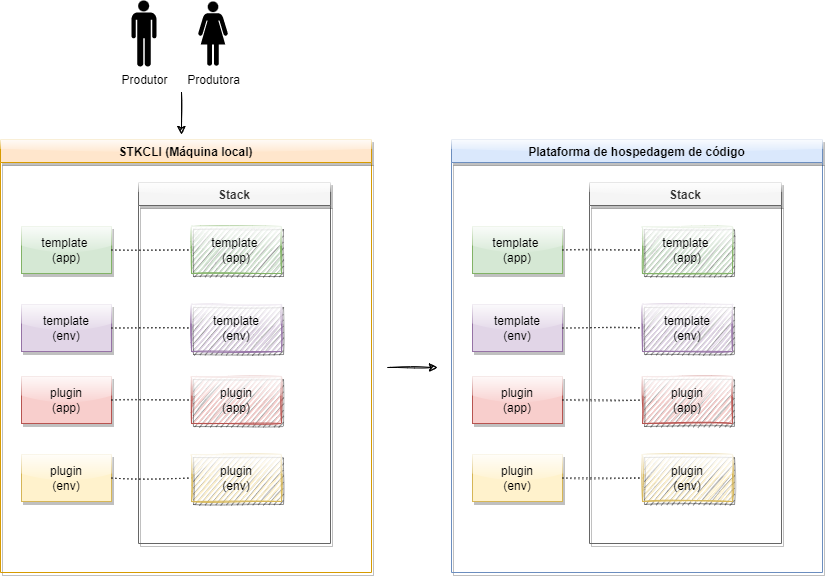 Produtor
Produtora
STKCLI (Máquina local)
Stack
template
(app)
template
(app)
template
(env)
template
(env)
plugin
(app)
plugin
(app)
plugin
(env)
plugin
(env)
Plataforma de hospedagem de código
Stack
template
(app)
template
(app)
template
(env)
template
(env)
plugin
(app)
plugin
(app)
plugin
(env)
plugin
(env)